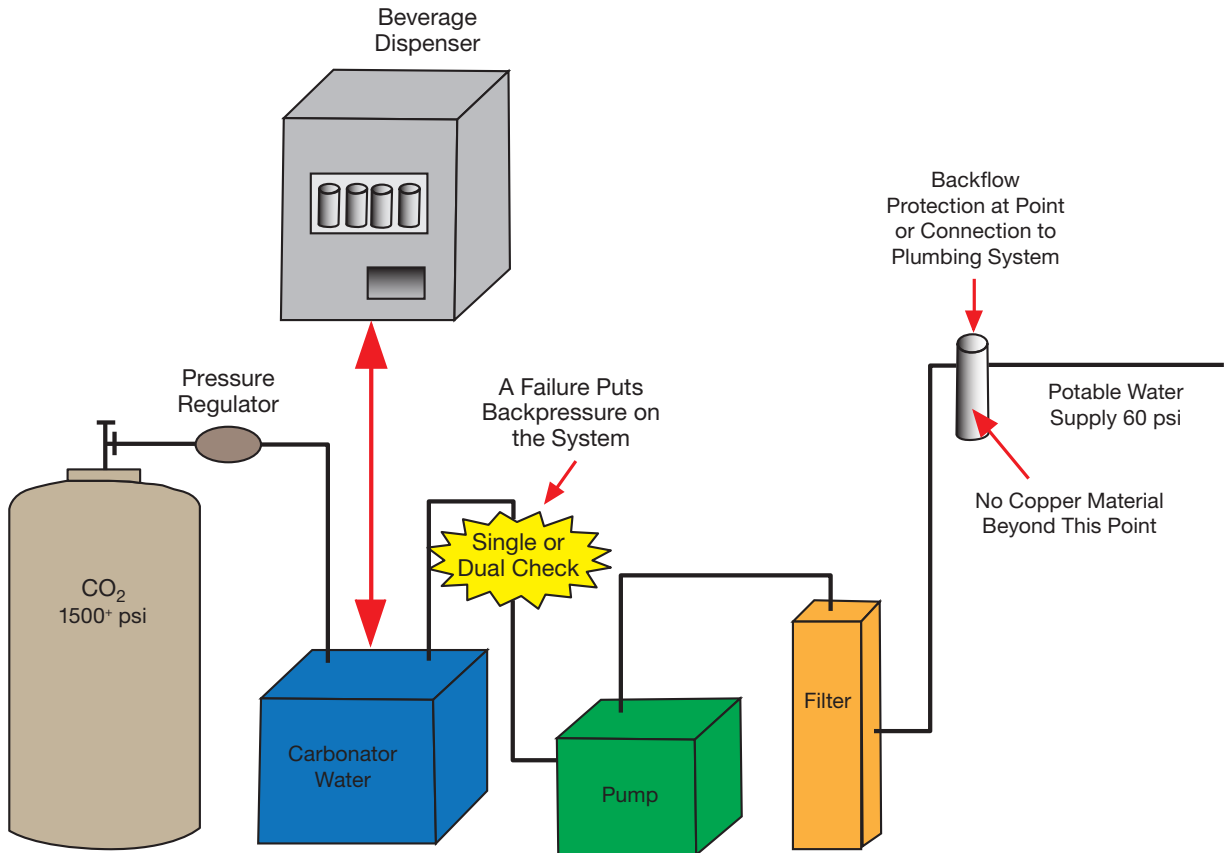 Beverage
Dispenser
Backflow
Protection at Point
or Connection to
Plumbing System
Pressure
Regulator
A Failure Puts
Backpressure on
the System
Potable Water
Supply 60 psi
No Copper Material
Beyond This Point
Single or
Dual Check
CO₂
1500⁺ psi
Carbonator
Water
Pump
Filter